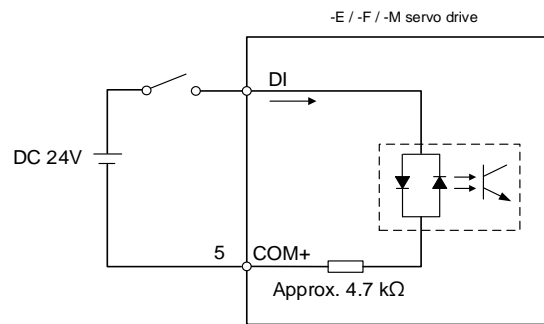 -E / -F / -M servo drive
DI
DC 24V
5 COM+
Approx. 4.7 kΩ